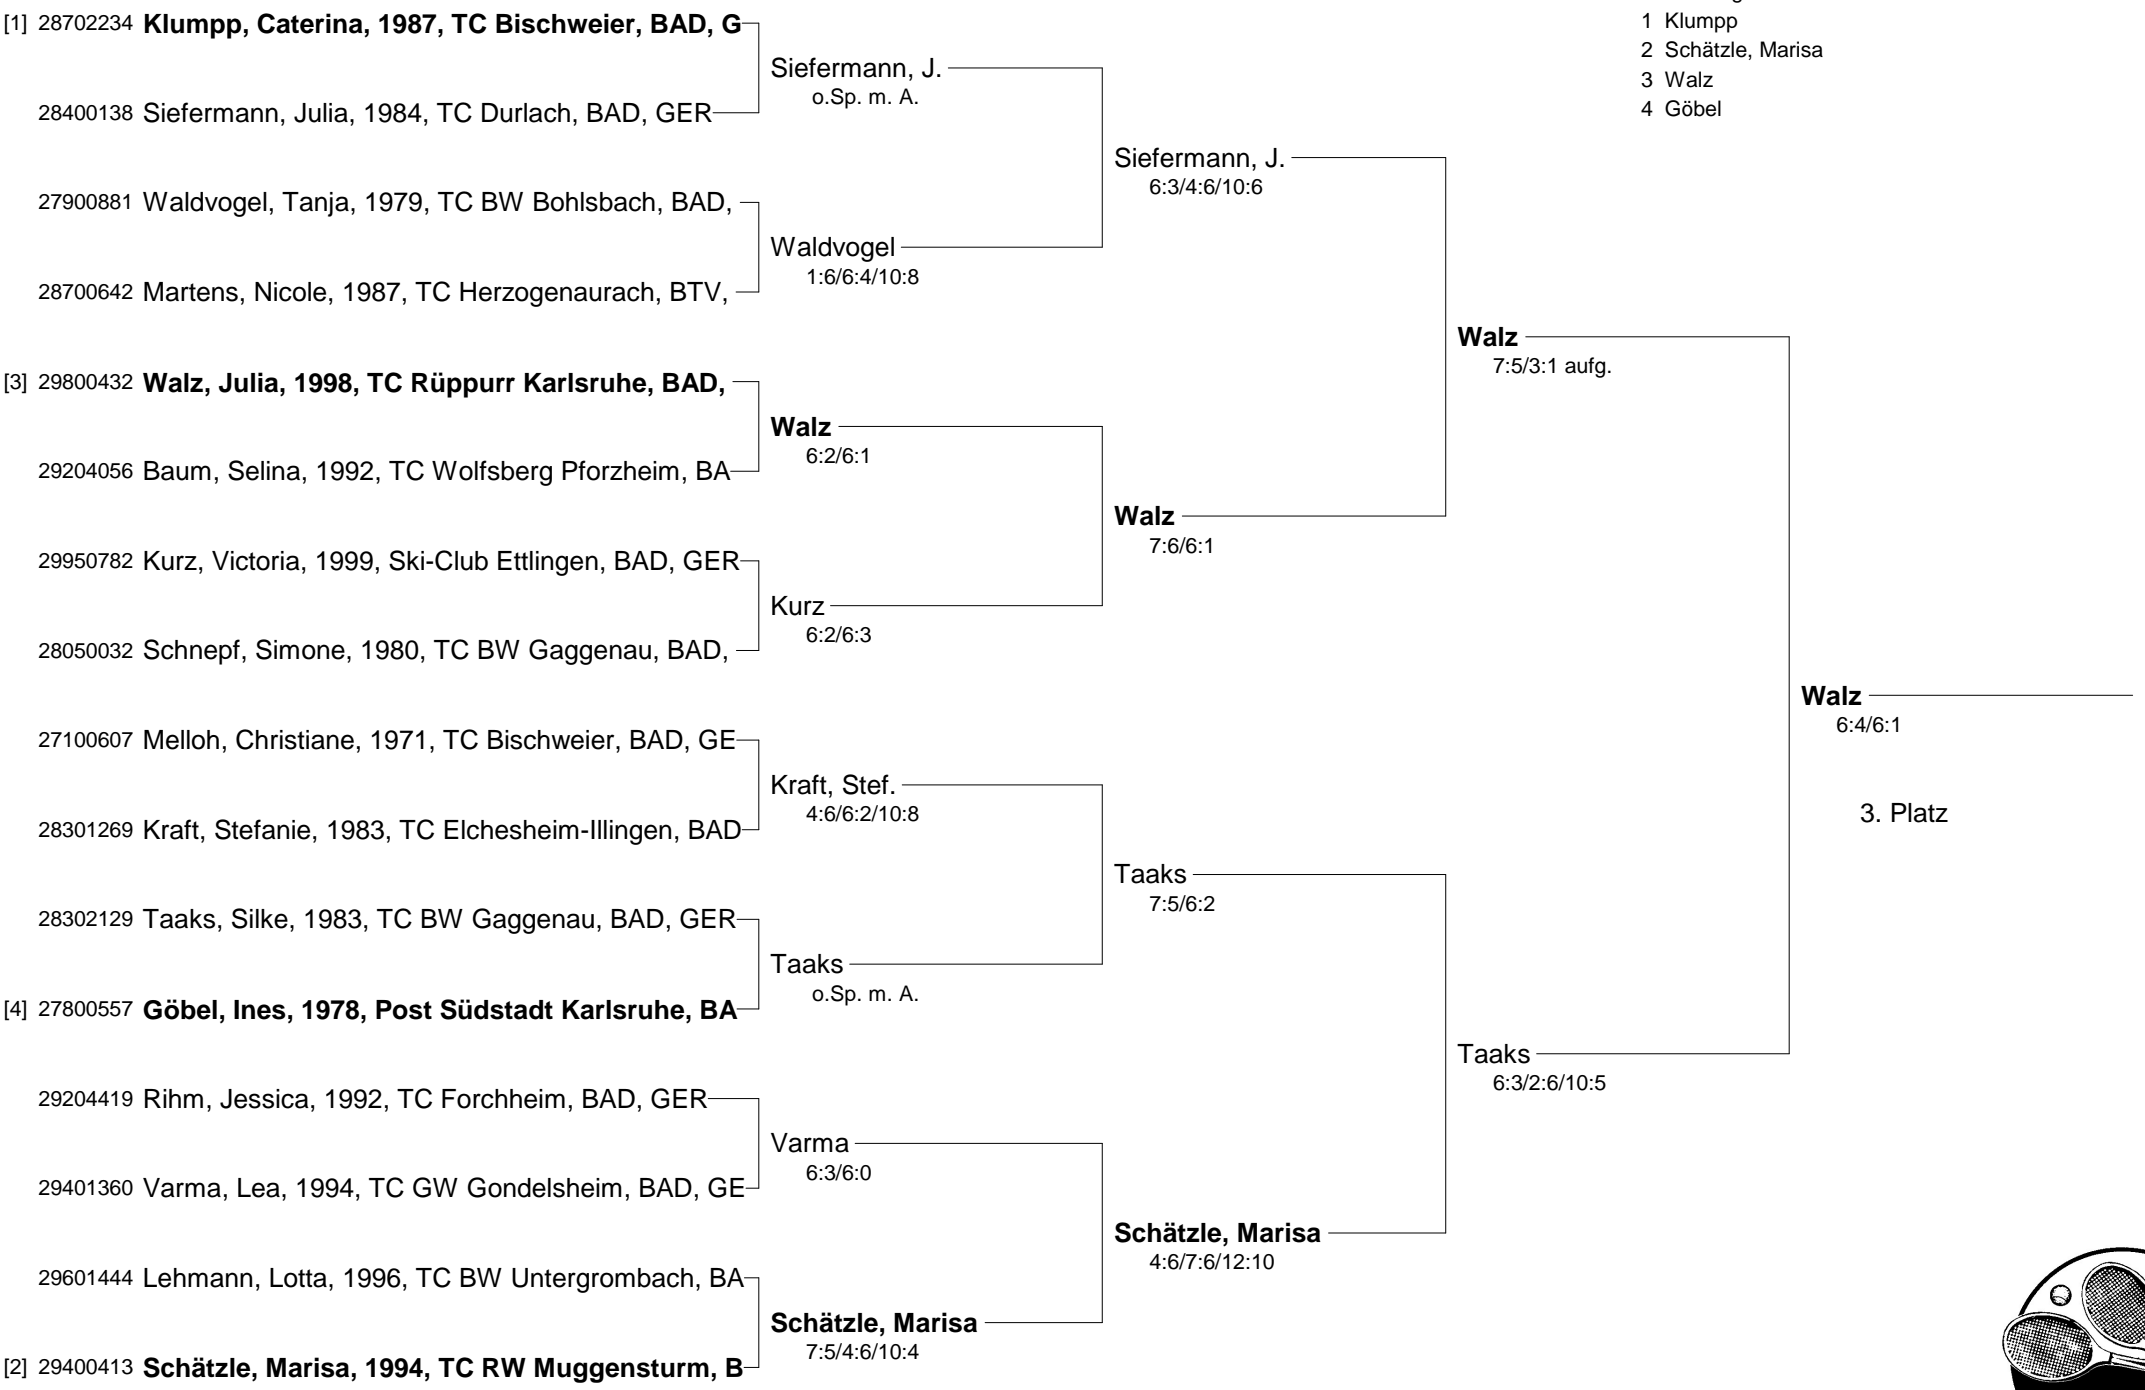 [1] 28702234 Klumpp, Caterina, 1987, TC Bischweier, BAD, G
28400138 Siefermann, Julia, 1984, TC Durlach, BAD, GER
27900881 Waldvogel, Tanja, 1979, TC BW Bohlsbach, BAD,
28700642 Martens, Nicole, 1987, TC Herzogenaurach, BTV,
[3] 29800432 Walz, Julia, 1998, TC Rüppurr Karlsruhe, BAD,
29204056 Baum, Selina, 1992, TC Wolfsberg Pforzheim, BA
29950782 Kurz, Victoria, 1999, Ski-Club Ettlingen, BAD, GER
28050032 Schnepf, Simone, 1980, TC BW Gaggenau, BAD,
27100607 Melloh, Christiane, 1971, TC Bischweier, BAD, GE
28301269 Kraft, Stefanie, 1983, TC Elchesheim-Illingen, BAD
28302129 Taaks, Silke, 1983, TC BW Gaggenau, BAD, GER
[4] 27800557 Göbel, Ines, 1978, Post Südstadt Karlsruhe, BA
29204419 Rihm, Jessica, 1992, TC Forchheim, BAD, GER
29401360 Varma, Lea, 1994, TC GW Gondelsheim, BAD, GE
29601444 Lehmann, Lotta, 1996, TC BW Untergrombach, BA
[2] 29400413 Schätzle, Marisa, 1994, TC RW Muggensturm, B
Siefermann, J.
o.Sp. m. A.
Waldvogel
1:6/6:4/10:8
Walz
6:2/6:1
Kurz
6:2/6:3
Kraft, Stef.
4:6/6:2/10:8
Taaks
o.Sp. m. A.
Varma
6:3/6:0
Schätzle, Marisa
7:5/4:6/10:4
Siefermann, J.
6:3/4:6/10:6
Walz
7:6/6:1
Taaks
7:5/6:2
Schätzle, Marisa
4:6/7:6/12:10
Walz
7:5/3:1 aufg.
Taaks
6:3/2:6/10:5
Walz
6:4/6:1
3. Platz
1 Klumpp
2 Schätzle, Marisa
3 Walz
4 Göbel